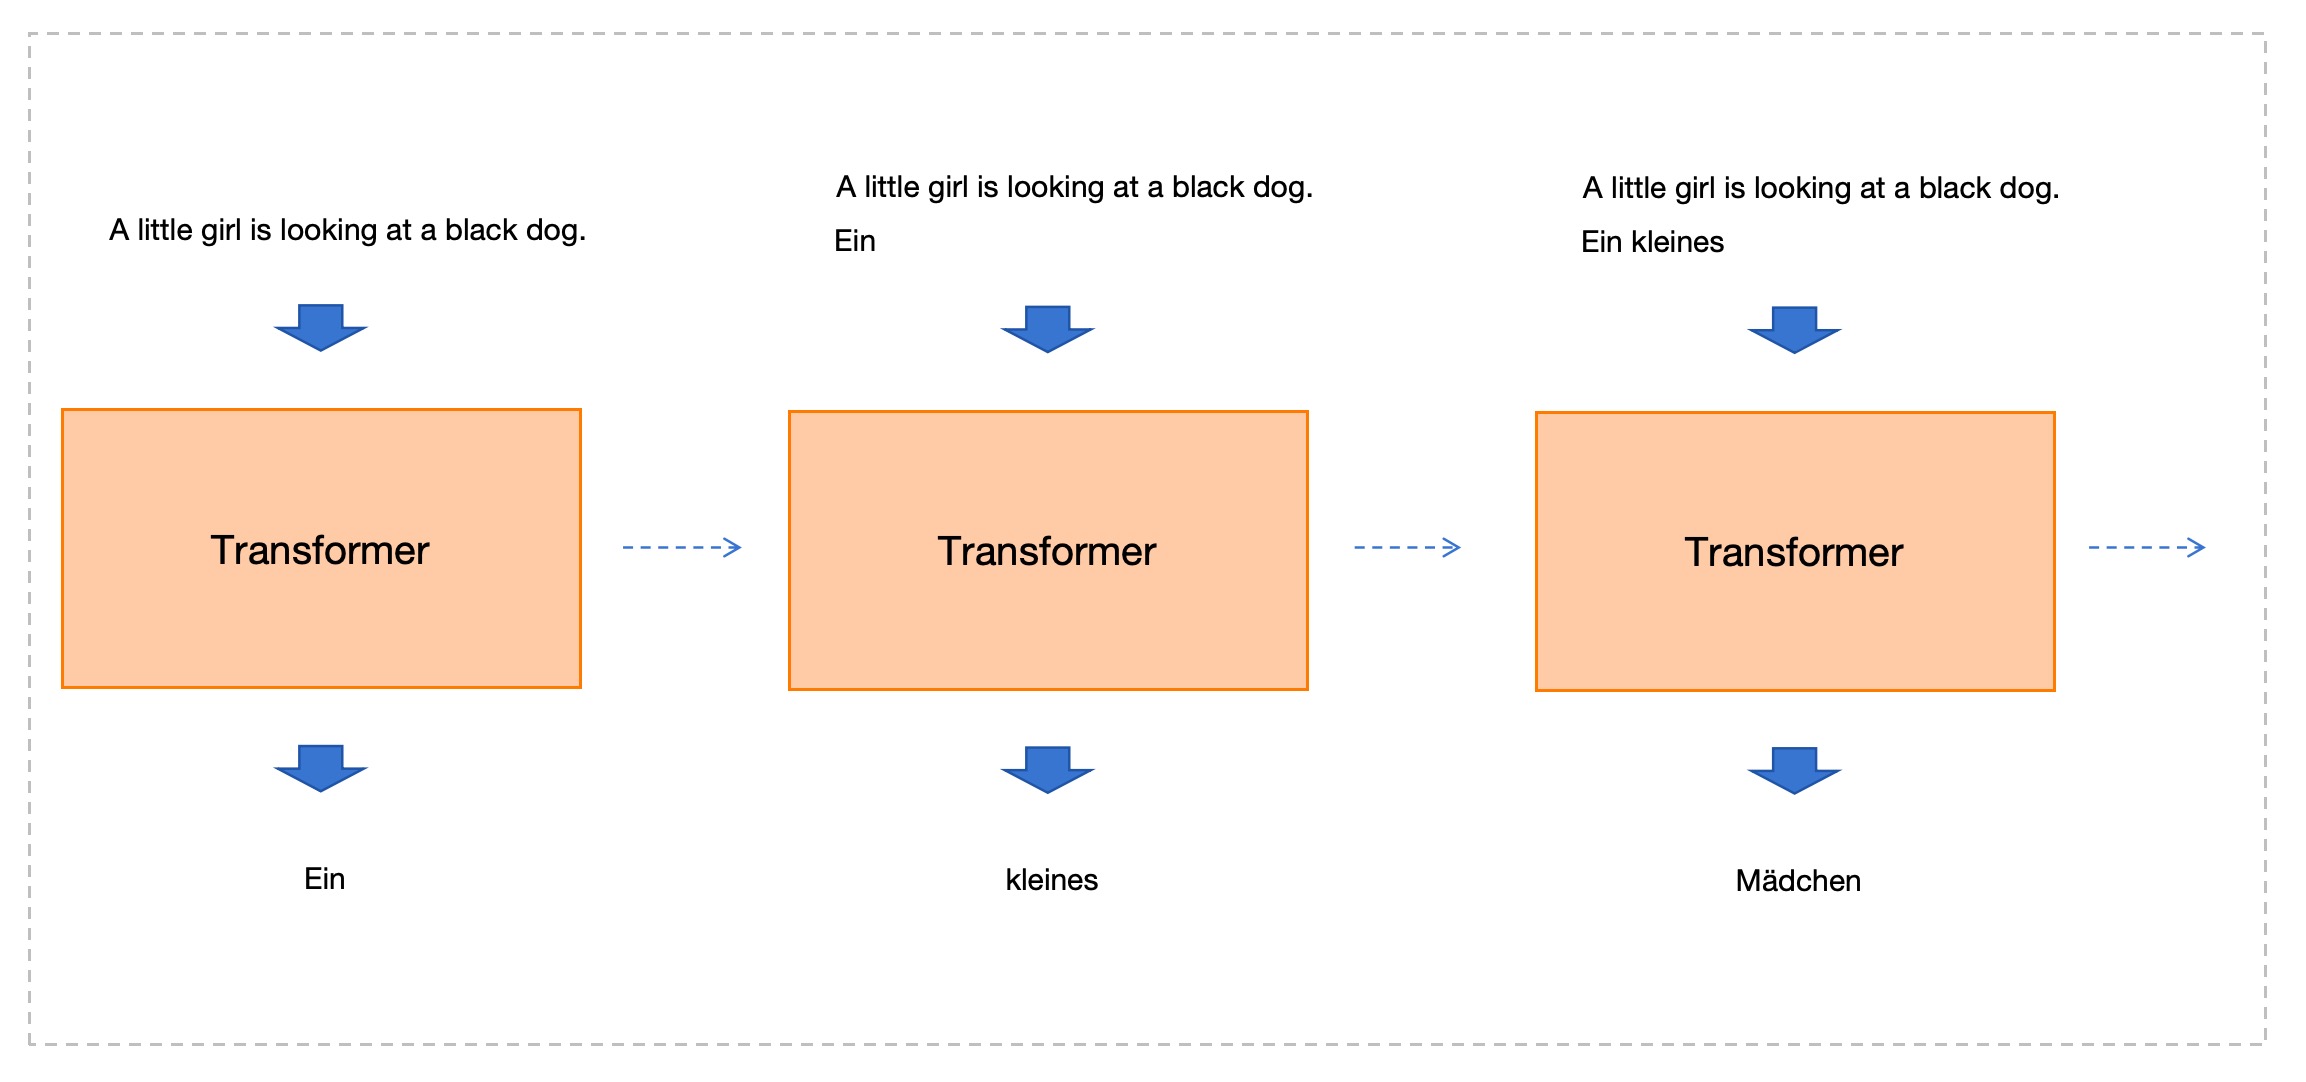 A little girl is looking at a black dog.
Transformer
Ein
A little girl is looking at a black dog.
Ein
Transformer
kleines
A little girl is looking at a black dog.
Ein kleines
Transformer
Mädchen